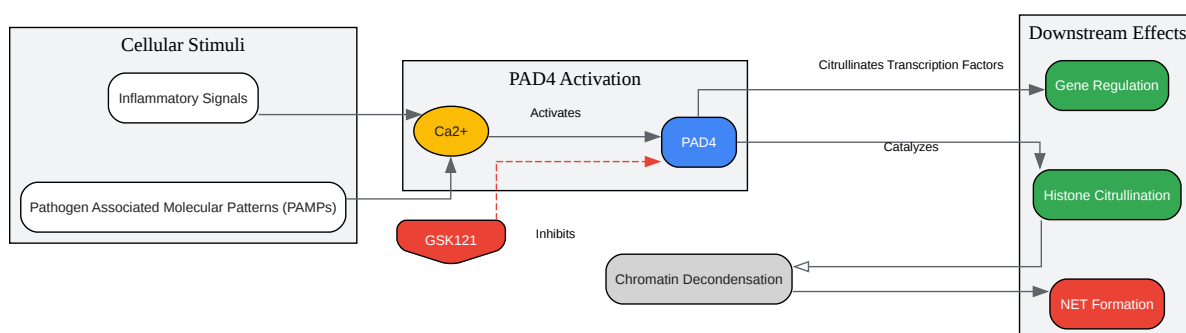 Cellular Stimuli
Inflammatory Signals
Pathogen Associated Molecular Patterns (PAMPs)
PAD4 Activation
Ca2+
Activates
PAD4
GSK121
Inhibits
Citrullinates Transcription Factors
Catalyzes
Downstream Effects
Gene Regulation
Histone Citrullination
Chromatin Decondensation
NET Formation